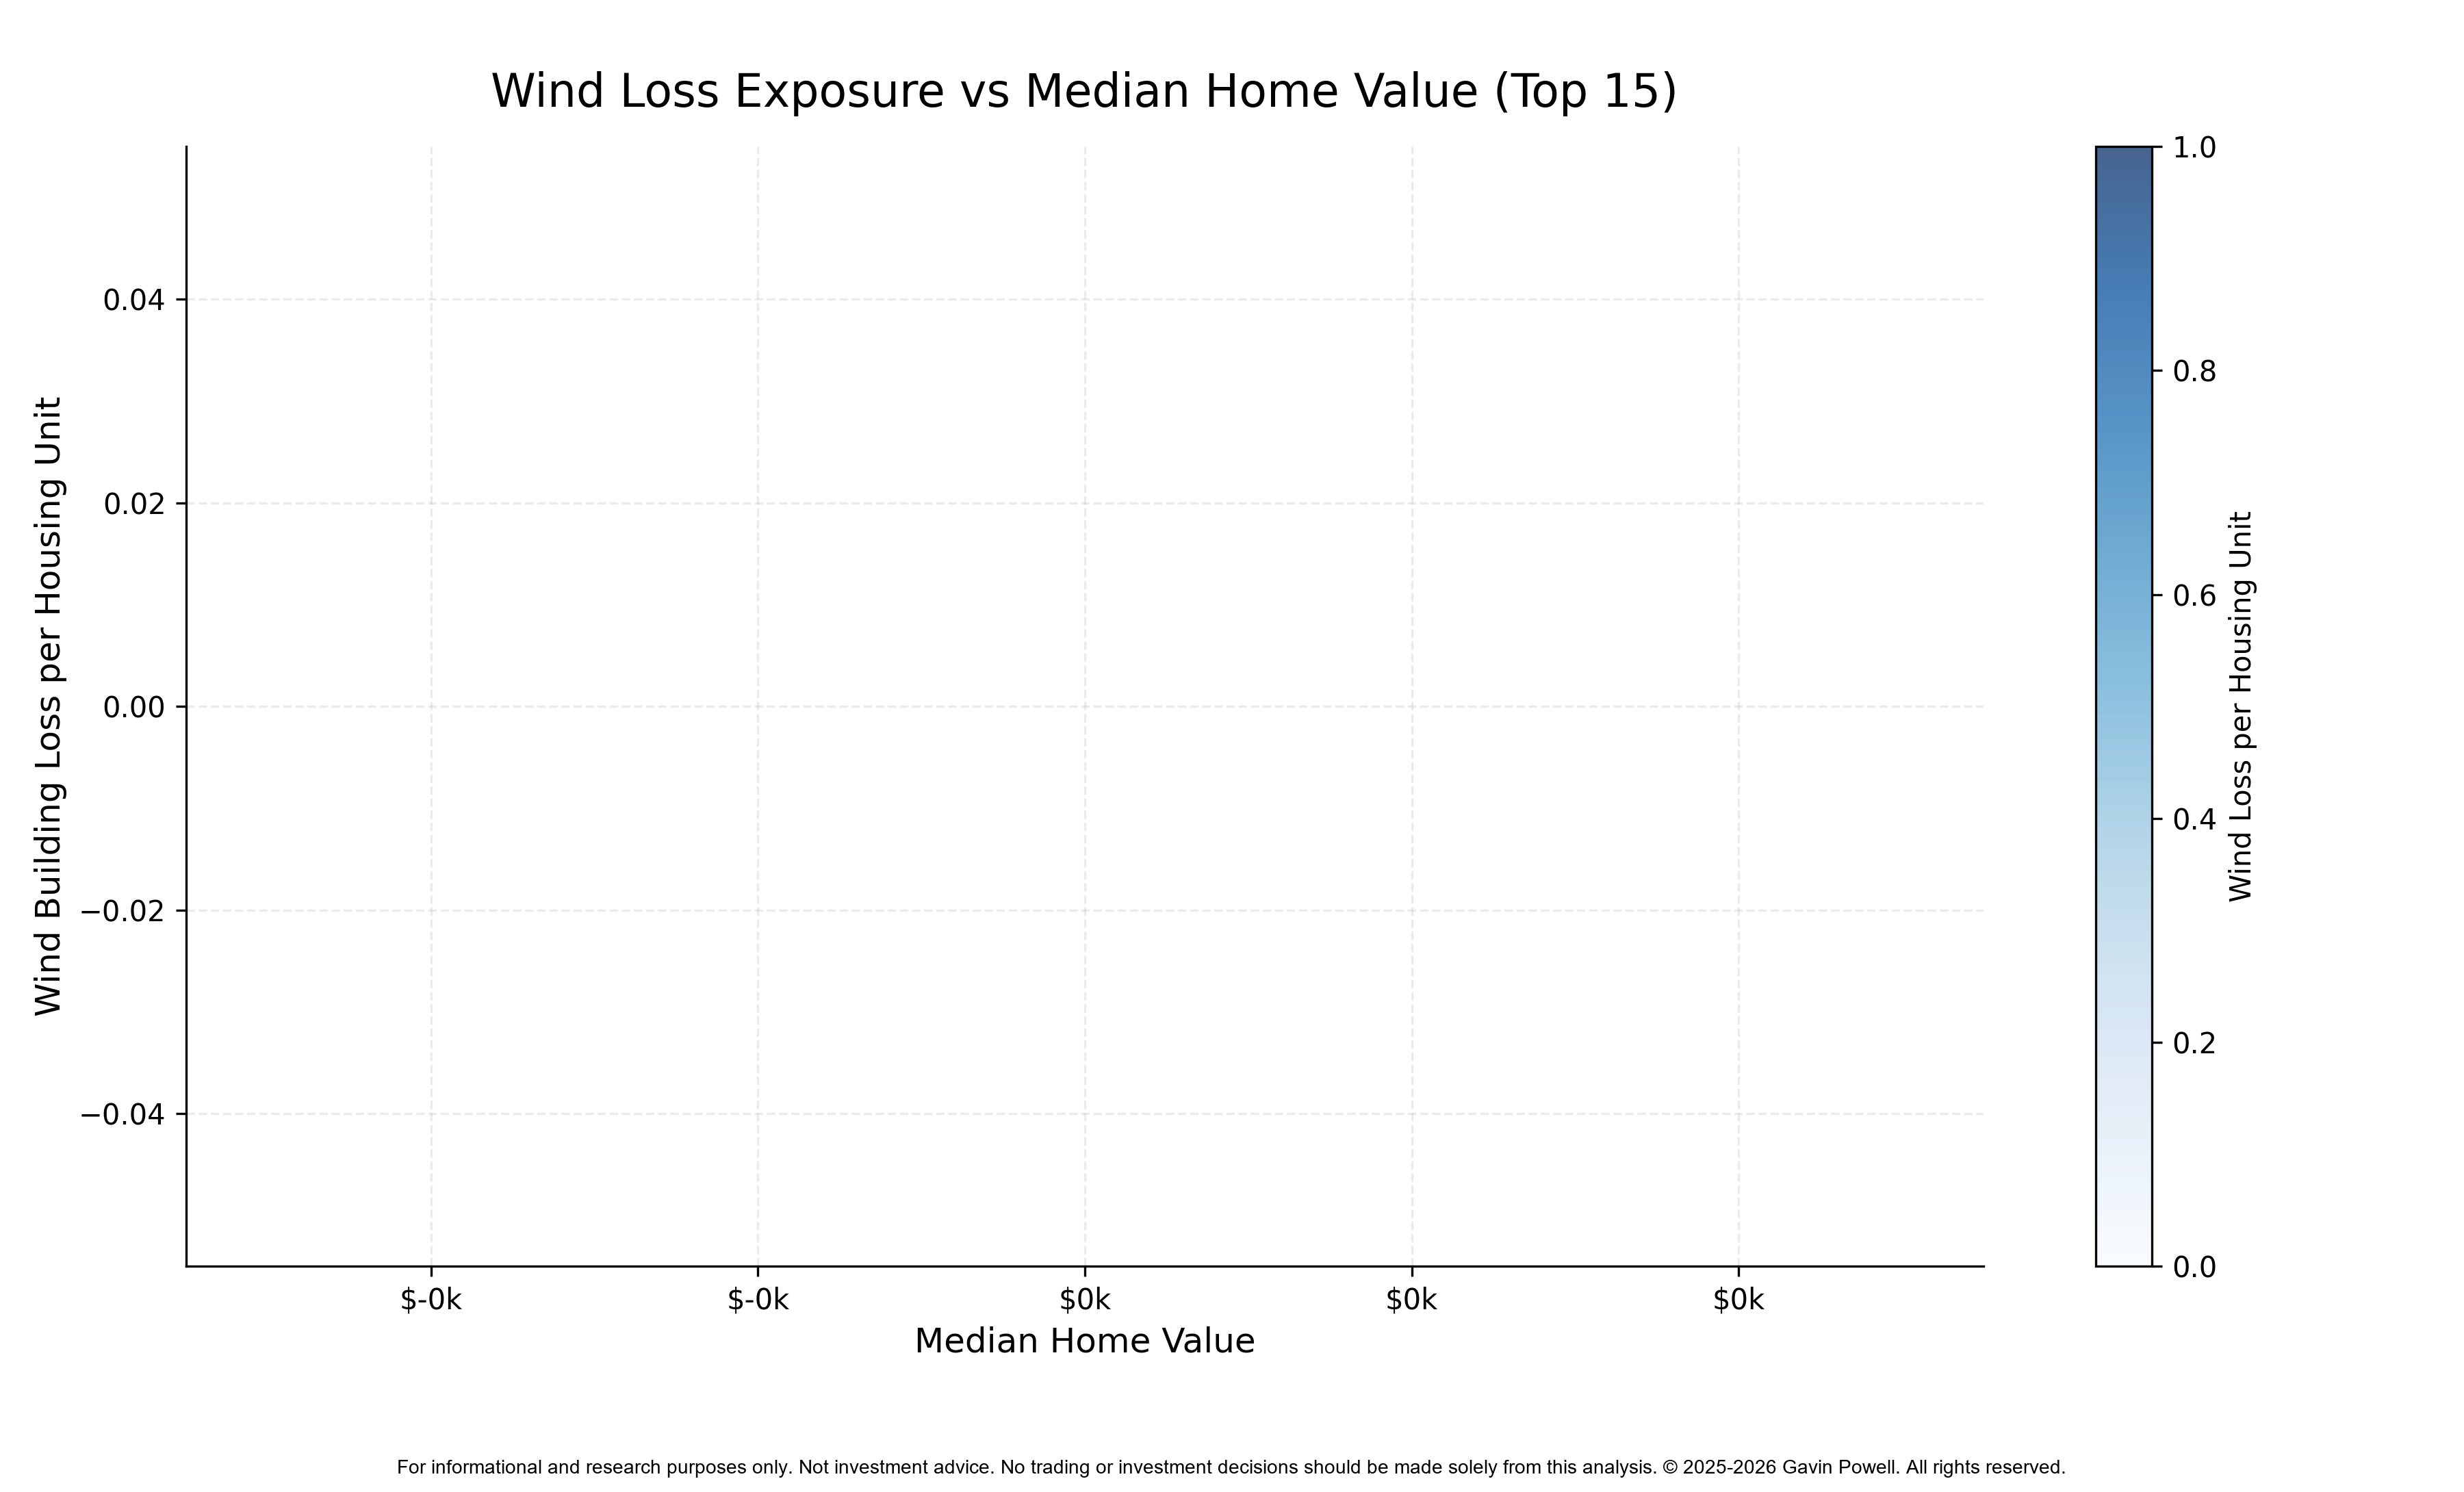 Wind Loss Exposure vs Median Home Value (Top 15)
Wind Building Loss per Housing Unit
0.04
0.02
0.00
−0.02
−0.04
$-0k
$-0k
$0k
$0k
$0k
Median Home Value
1.0
0.8
0.6
0.4
0.2
0.0
Wind Loss per Housing Unit
For informational and research purposes only. Not investment advice. No trading or investment decisions should be made solely from this analysis. © 2025-2026 Gavin Powell. All rights reserved.